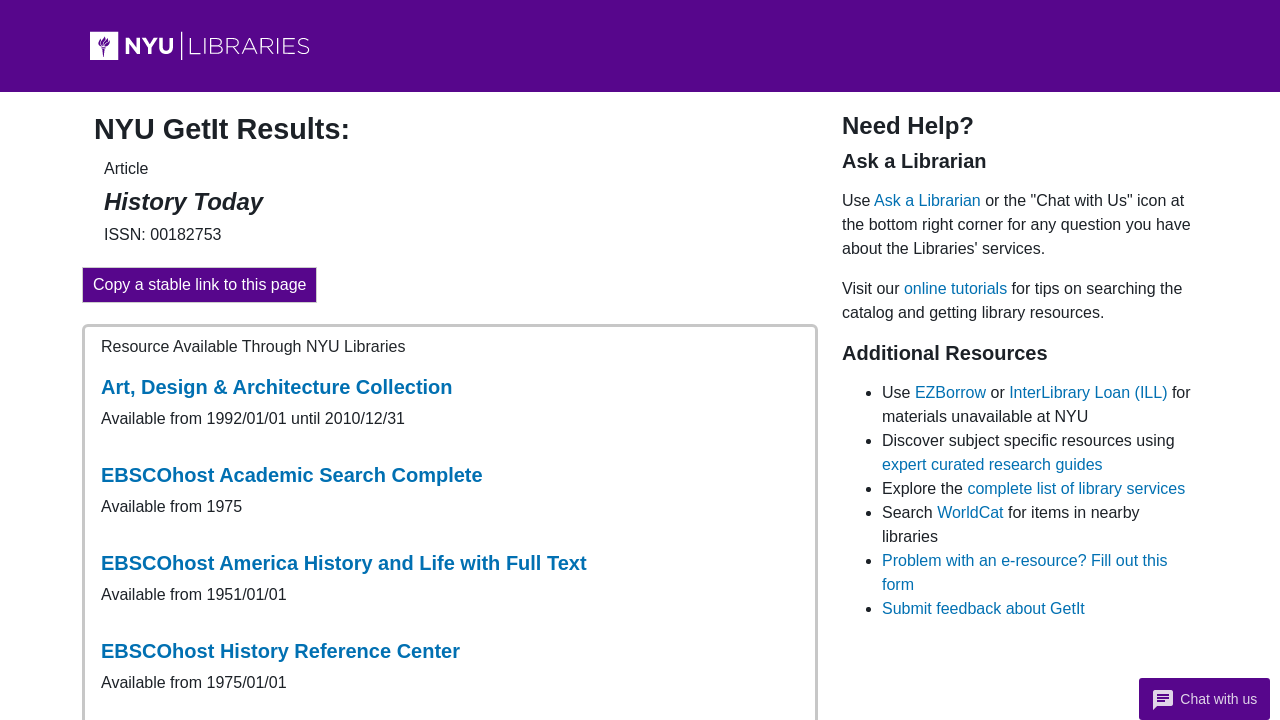 NYU LIBRARIES
NYU GetIt Results:
Article
History Today
ISSN: 00182753
Copy a stable link to this page
Resource Available Through NYU Libraries
Art, Design & Architecture Collection
Available from 1992/01/01 until 2010/12/31
EBSCOhost Academic Search Complete
Available from 1975
EBSCOhost America History and Life with Full Text
Available from 1951/01/01
EBSCOhost History Reference Center
Available from 1975/01/01
Need Help?
Ask a Librarian
Use Ask a Librarian or the "Chat with Us" icon at
the bottom right corner for any question you have
about the Libraries' services.
Visit our online tutorials for tips on searching the
catalog and getting library resources.
Additional Resources
Use EZBorrow or InterLibrary Loan (ILL) for
materials unavailable at NYU
Discover subject specific resources using
expert curated research guides
Explore the complete list of library services
Search WorldCat for items in nearby
libraries
Problem with an e-resource? Fill out this
form
Submit feedback about GetIt
Chat with us